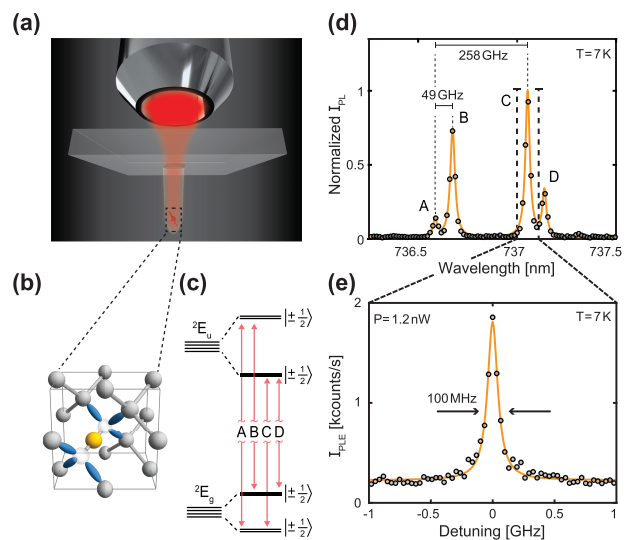 (a)
(b)
(c)
²Eᵤ
|± ½⟩
|± ½⟩
A B C D
²E_g
|± ½⟩
|± ½⟩
(d)
258 GHz
T = 7 K
49 GHz
A
B
C
D
Normalized I_PL
1
0.5
0
736.5
737
737.5
Wavelength [nm]
(e)
P = 1.2 nW
T = 7 K
100 MHz
I_PLE [kcounts/s]
2
1
0
-1
-0.5
0
0.5
1
Detuning [GHz]